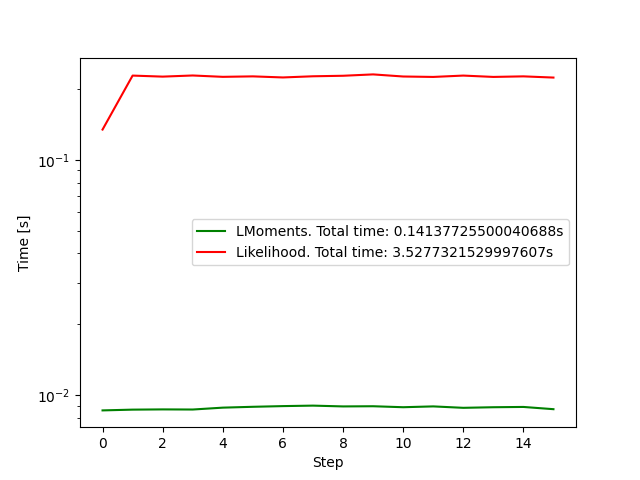 Time [s]
10⁻¹
10⁻²
LMoments. Total time: 0.14137725500040688s
Likelihood. Total time: 3.5277321529997607s
0 2 4 6 8 10 12 14
Step